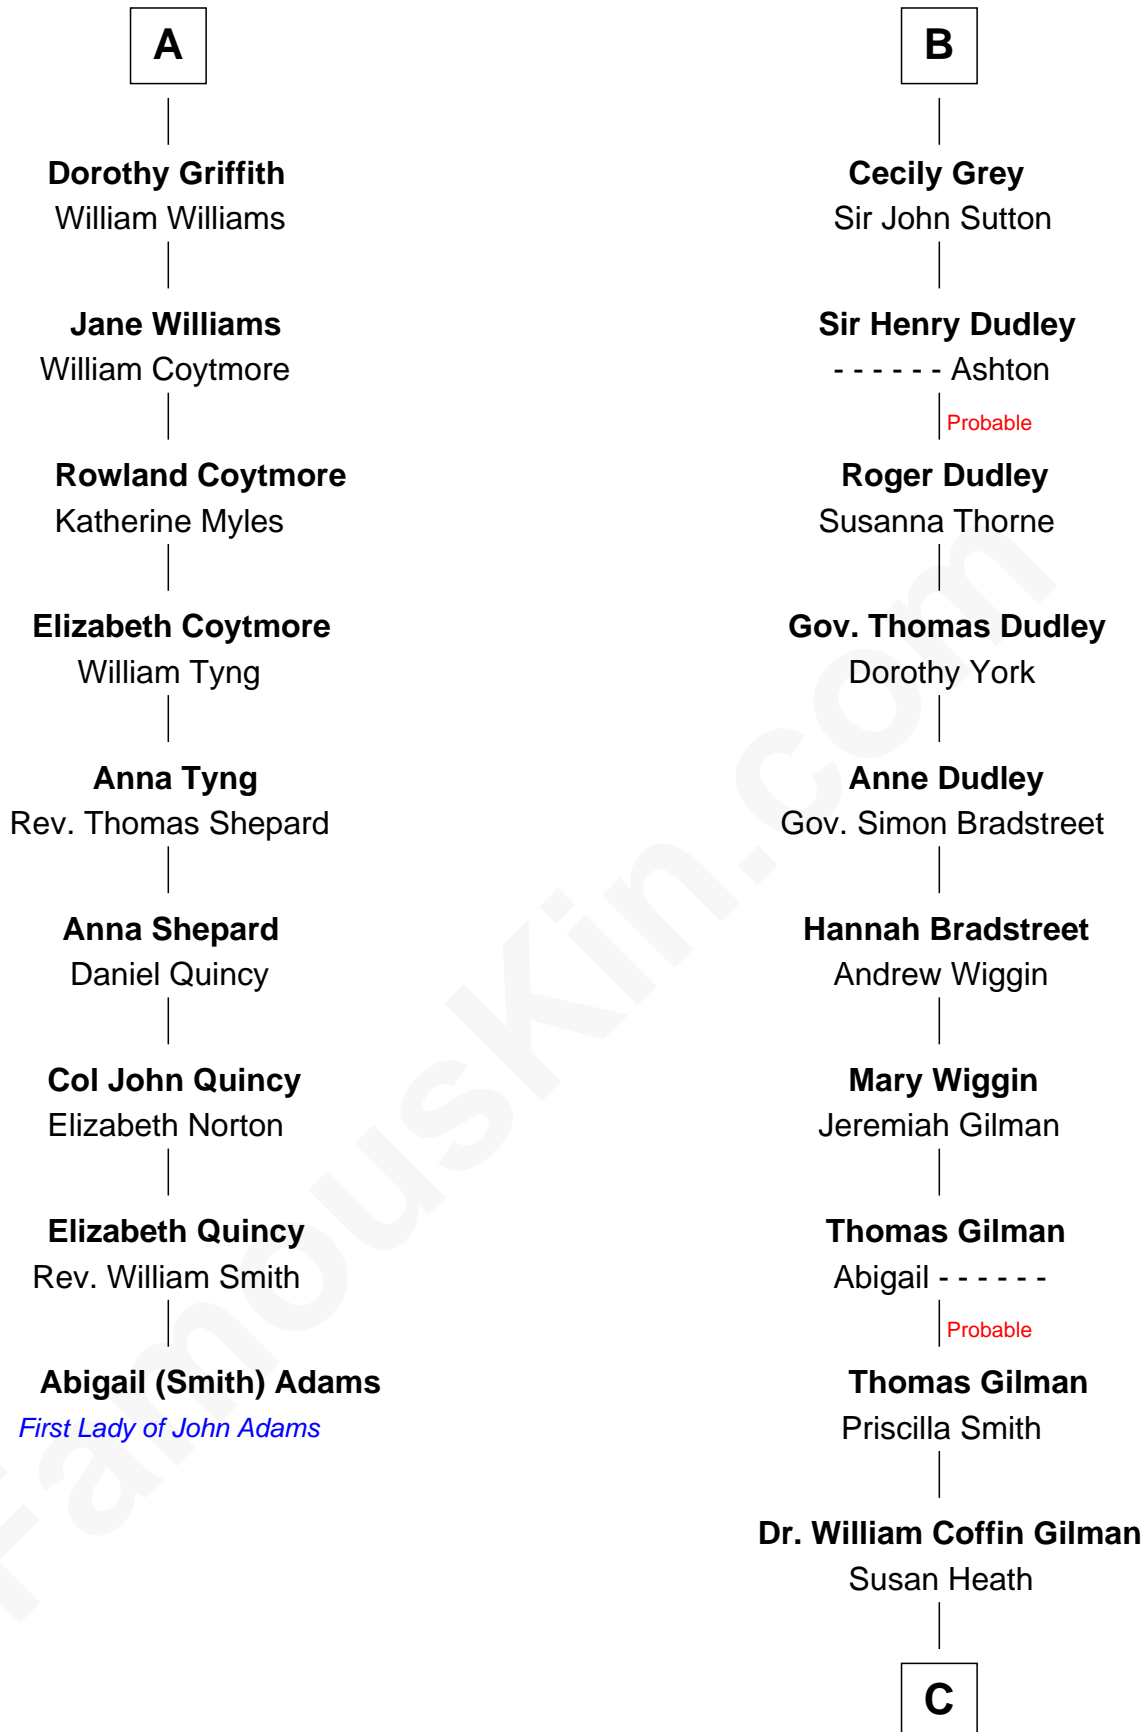 A
Dorothy Griffith
William Williams
Jane Williams
William Coytmore
Rowland Coytmore
Katherine Myles
Elizabeth Coytmore
William Tyng
Anna Tyng
Rev. Thomas Shepard
Anna Shepard
Daniel Quincy
Col John Quincy
Elizabeth Norton
Elizabeth Quincy
Rev. William Smith
Abigail (Smith) Adams
First Lady of John Adams
B
Cecily Grey
Sir John Sutton
Sir Henry Dudley
- - - - - - Ashton
Probable
Roger Dudley
Susanna Thorne
Gov. Thomas Dudley
Dorothy York
Anne Dudley
Gov. Simon Bradstreet
Hannah Bradstreet
Andrew Wiggin
Mary Wiggin
Jeremiah Gilman
Thomas Gilman
Abigail - - - - - -
Probable
Thomas Gilman
Priscilla Smith
Dr. William Coffin Gilman
Susan Heath
C
FamousKin.com